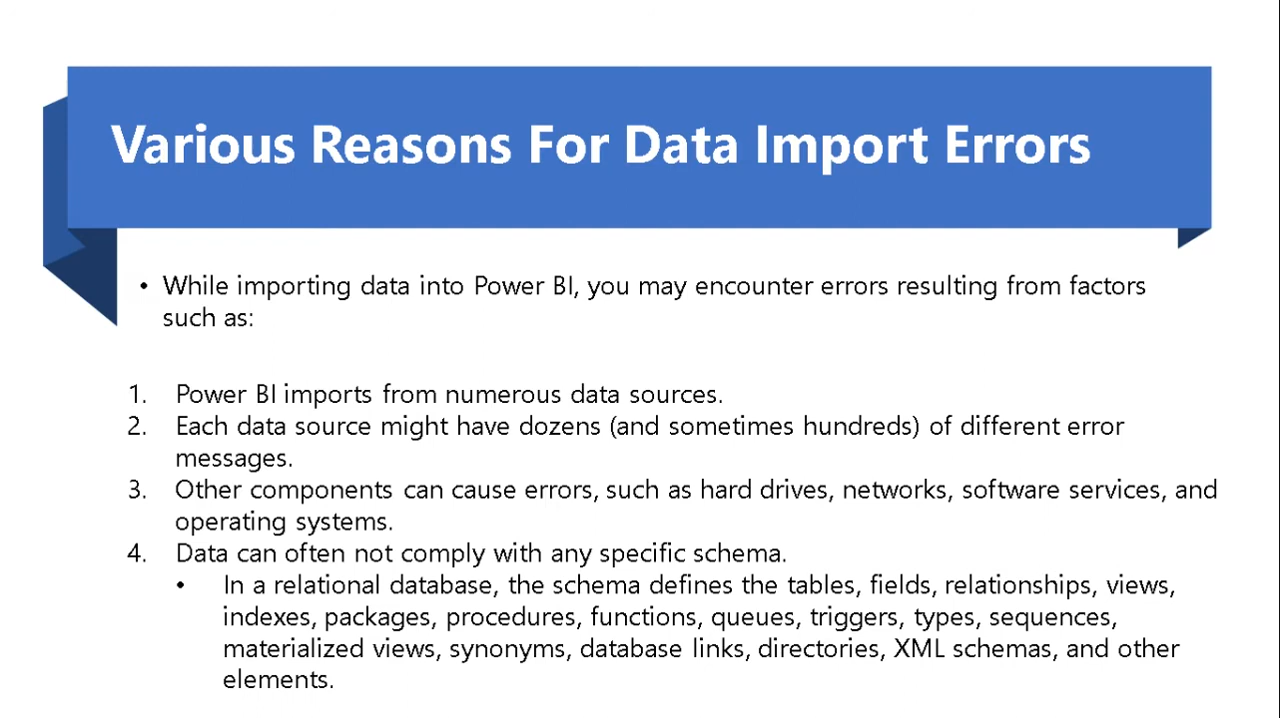 Various Reasons For Data Import Errors
• While importing data into Power BI, you may encounter errors resulting from factors
such as:
1. Power BI imports from numerous data sources.
2. Each data source might have dozens (and sometimes hundreds) of different error
messages.
3. Other components can cause errors, such as hard drives, networks, software services, and
operating systems.
4. Data can often not comply with any specific schema.
• In a relational database, the schema defines the tables, fields, relationships, views,
indexes, packages, procedures, functions, queues, triggers, types, sequences,
materialized views, synonyms, database links, directories, XML schemas, and other
elements.